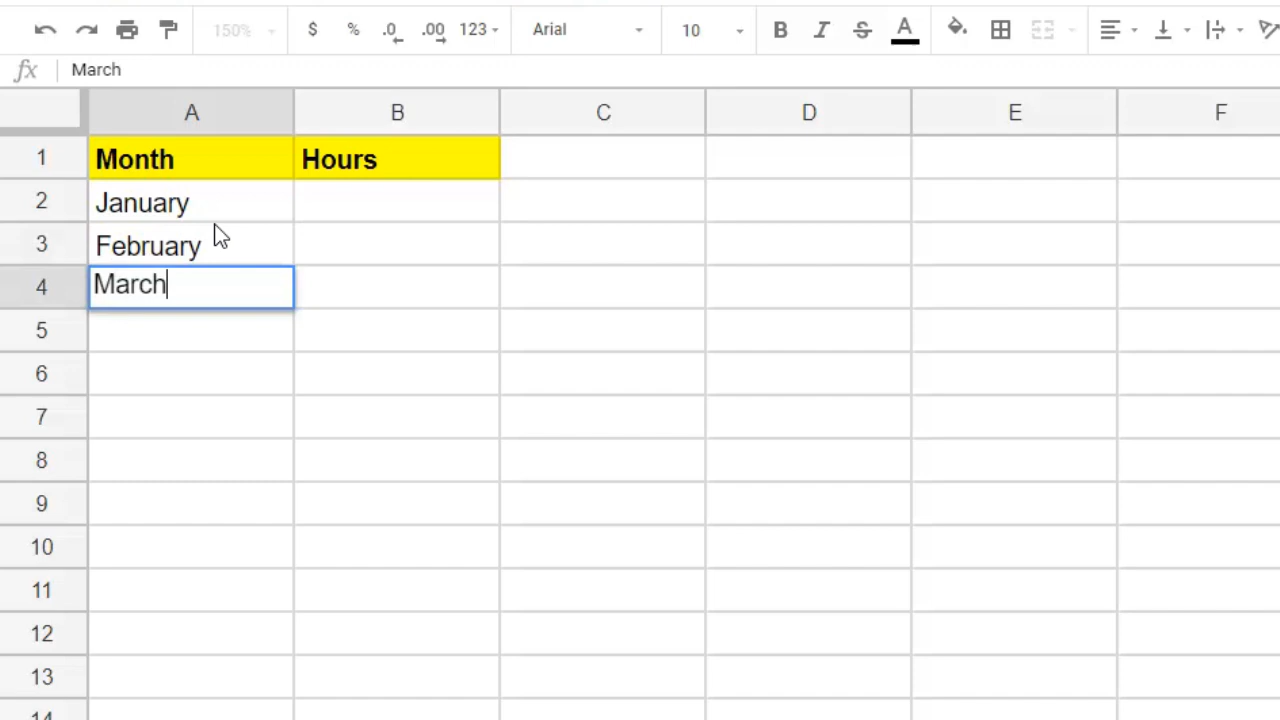 150% $ % .0 .00 123 Arial 10 B I S A
fx March
A B C D E F
1 Month Hours
2 January
3 February
4 March
5
6
7
8
9
10
11
12
13
14